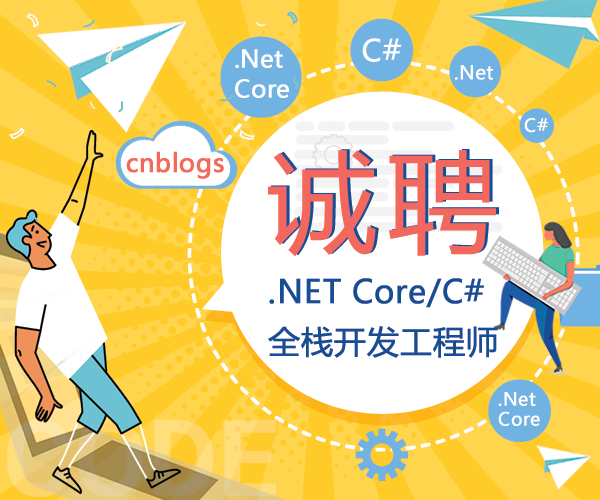 C#
.Net
Core
.Net
C#
cnblogs
诚聘
.NET Core/C#
全栈开发工程师
.Net
Core
CODE